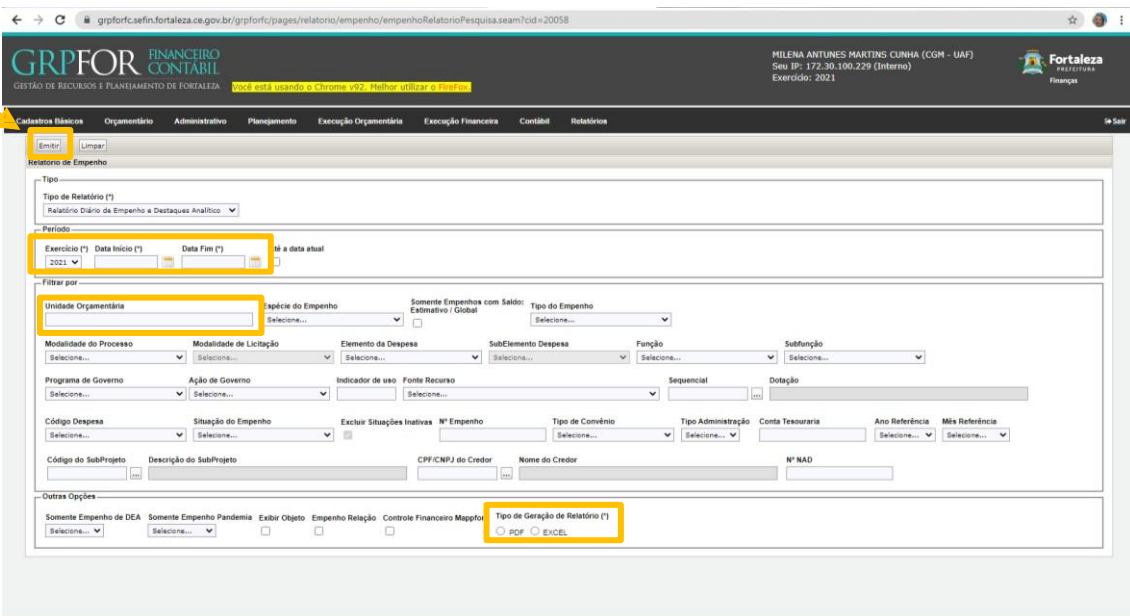 grpforfc.sefin.fortaleza.ce.gov.br/grpforfc/pages/relatorio/empenho/empenhoRelatorioPesquisa.seam?cid=20058
GRPFOR FINANCEIRO CONTÁBIL
GESTÃO DE RECURSOS E PLANEJAMENTO DE FORTALEZA
Você está usando o Chrome v92. Melhor utilizar o FireFox.
MILENA ANTUNES MARTINS CUNHA (CGM - UAF)
Seu IP: 172.30.100.229 (Interno)
Exercício: 2021
Fortaleza
PREFEITURA
Finanças
Cadastros Básicos Orçamentário Administrativo Planejamento Execução Orçamentária Execução Financeira Contábil Relatórios Sair
Emitir Limpar
Relatório de Empenho
Tipo
Tipo de Relatório (*)
Relatório Diário de Empenho e Destaques Analítico
Período
Exercício (*) Data Início (*) Data Fim (*) té a data atual
2021
Filtrar por
Unidade Orçamentária Espécie do Empenho Somente Empenhos com Saldo: Estimativo / Global Tipo do Empenho
Selecione... Selecione...
Modalidade do Processo Modalidade de Licitação Elemento da Despesa SubElemento Despesa Função Subfunção
Selecione... Selecione... Selecione... Selecione... Selecione... Selecione...
Programa de Governo Ação de Governo Indicador de uso Fonte Recurso Sequencial Dotação
Selecione... Selecione... Selecione... ...
Código Despesa Situação do Empenho Excluir Situações Inativas Nº Empenho Tipo de Convênio Tipo Administração Conta Tesouraria Ano Referência Mês Referência
Selecione... Selecione... Selecione... Selecione... Selecione... Selecione...
Código do SubProjeto Descrição do SubProjeto CPF/CNPJ do Credor Nome do Credor Nº NAD
... ...
Outras Opções
Somente Empenho de DEA Somente Empenho Pandemia Exibir Objeto Empenho Relação Controle Financeiro Mappfor Tipo de Geração de Relatório (*)
Selecione... Selecione... PDF EXCEL